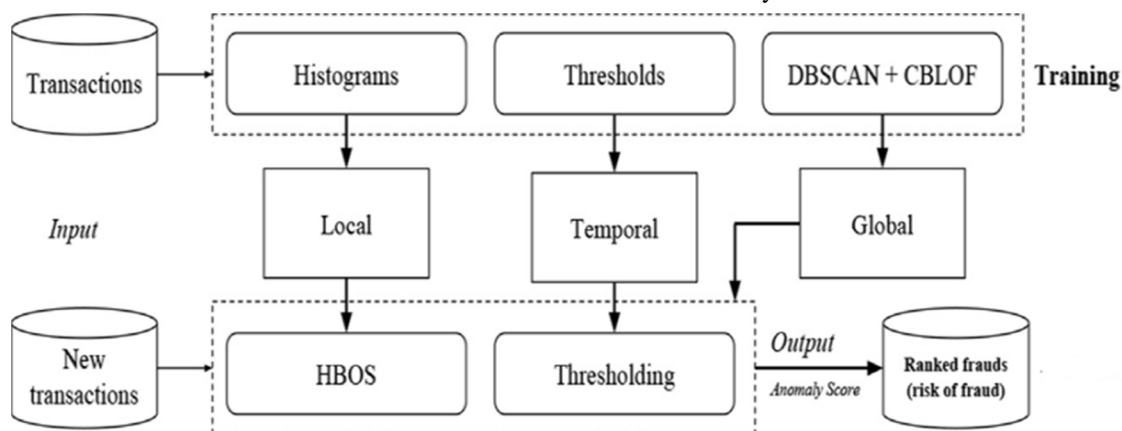 Transactions
Histograms
Thresholds
DBSCAN + CBLOF
Training
Input
Local
Temporal
Global
New
transactions
HBOS
Thresholding
Output
Anomaly Score
Ranked frauds
(risk of fraud)